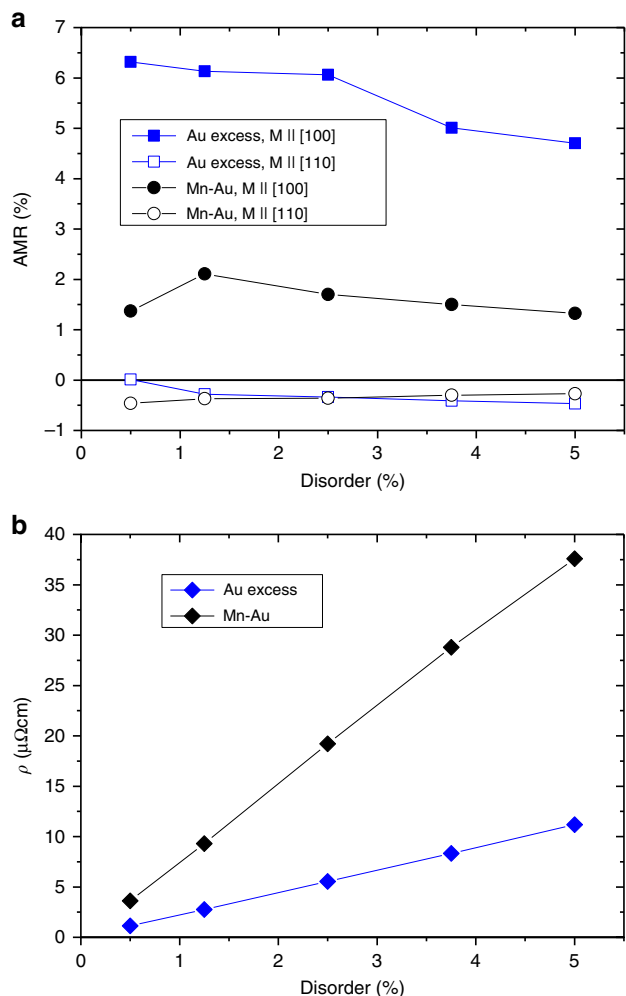 a
7
6
5
4
3
2
1
0
–1
AMR (%)
Au excess, M || [100]
Au excess, M || [110]
Mn-Au, M || [100]
Mn-Au, M || [110]
0 1 2 3 4 5
Disorder (%)
b
40
35
30
25
20
15
10
5
0
ρ (μΩcm)
Au excess
Mn-Au
0 1 2 3 4 5
Disorder (%)